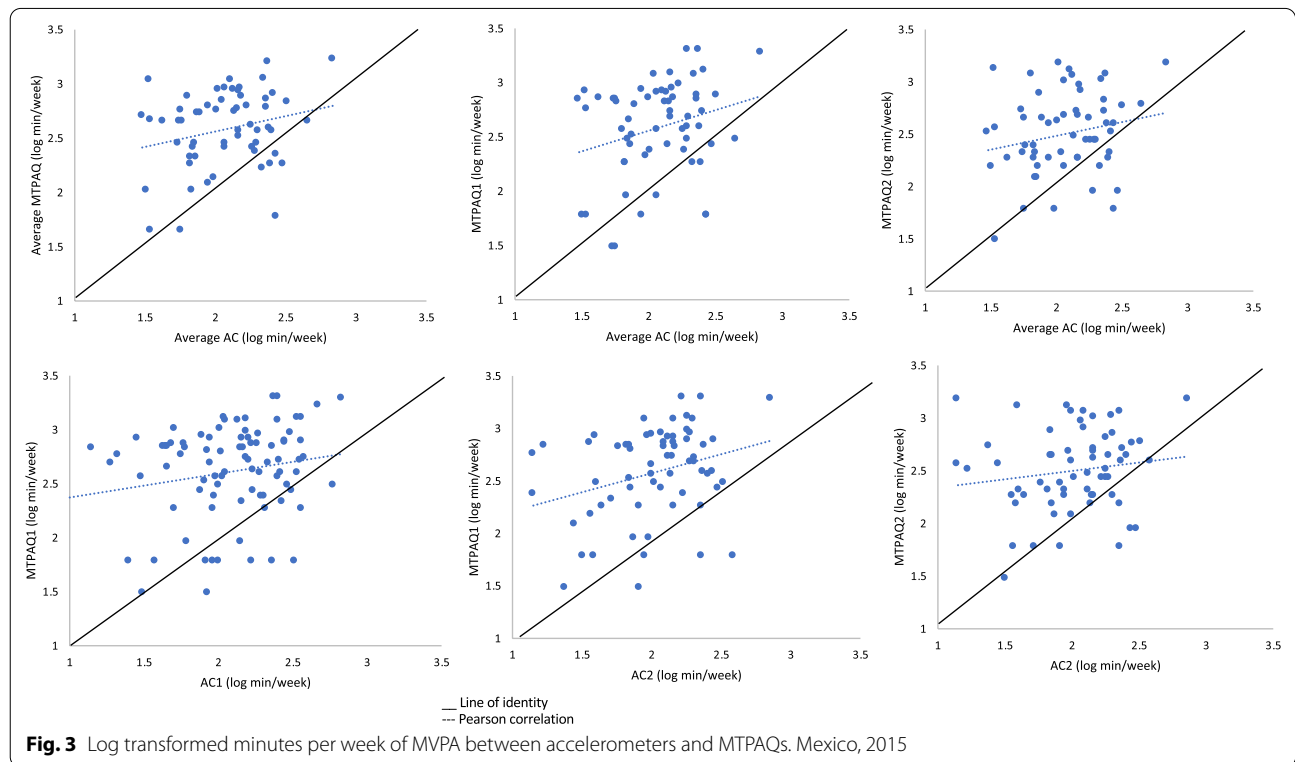 3.5
3
2.5
2
1.5
1
Average MTPAQ (log min/week)
1 1.5 2 2.5 3 3.5
Average AC (log min/week)
3.5
3
2.5
2
1.5
1
MTPAQ1 (log min/week)
1 1.5 2 2.5 3 3.5
Average AC (log min/week)
3.5
3
2.5
2
1.5
1
MTPAQ2 (log min/week)
1 1.5 2 2.5 3 3.5
Average AC (log min/week)
3.5
3
2.5
2
1.5
1
MTPAQ1 (log min/week)
1 1.5 2 2.5 3 3.5
AC1 (log min/week)
3.5
3
2.5
2
1.5
1
MTPAQ1 (log min/week)
1 1.5 2 2.5 3 3.5
AC2 (log min/week)
3.5
3
2.5
2
1.5
1
MTPAQ2 (log min/week)
1 1.5 2 2.5 3 3.5
AC2 (log min/week)
Line of identity
Pearson correlation
Fig. 3 Log transformed minutes per week of MVPA between accelerometers and MTPAQs. Mexico, 2015